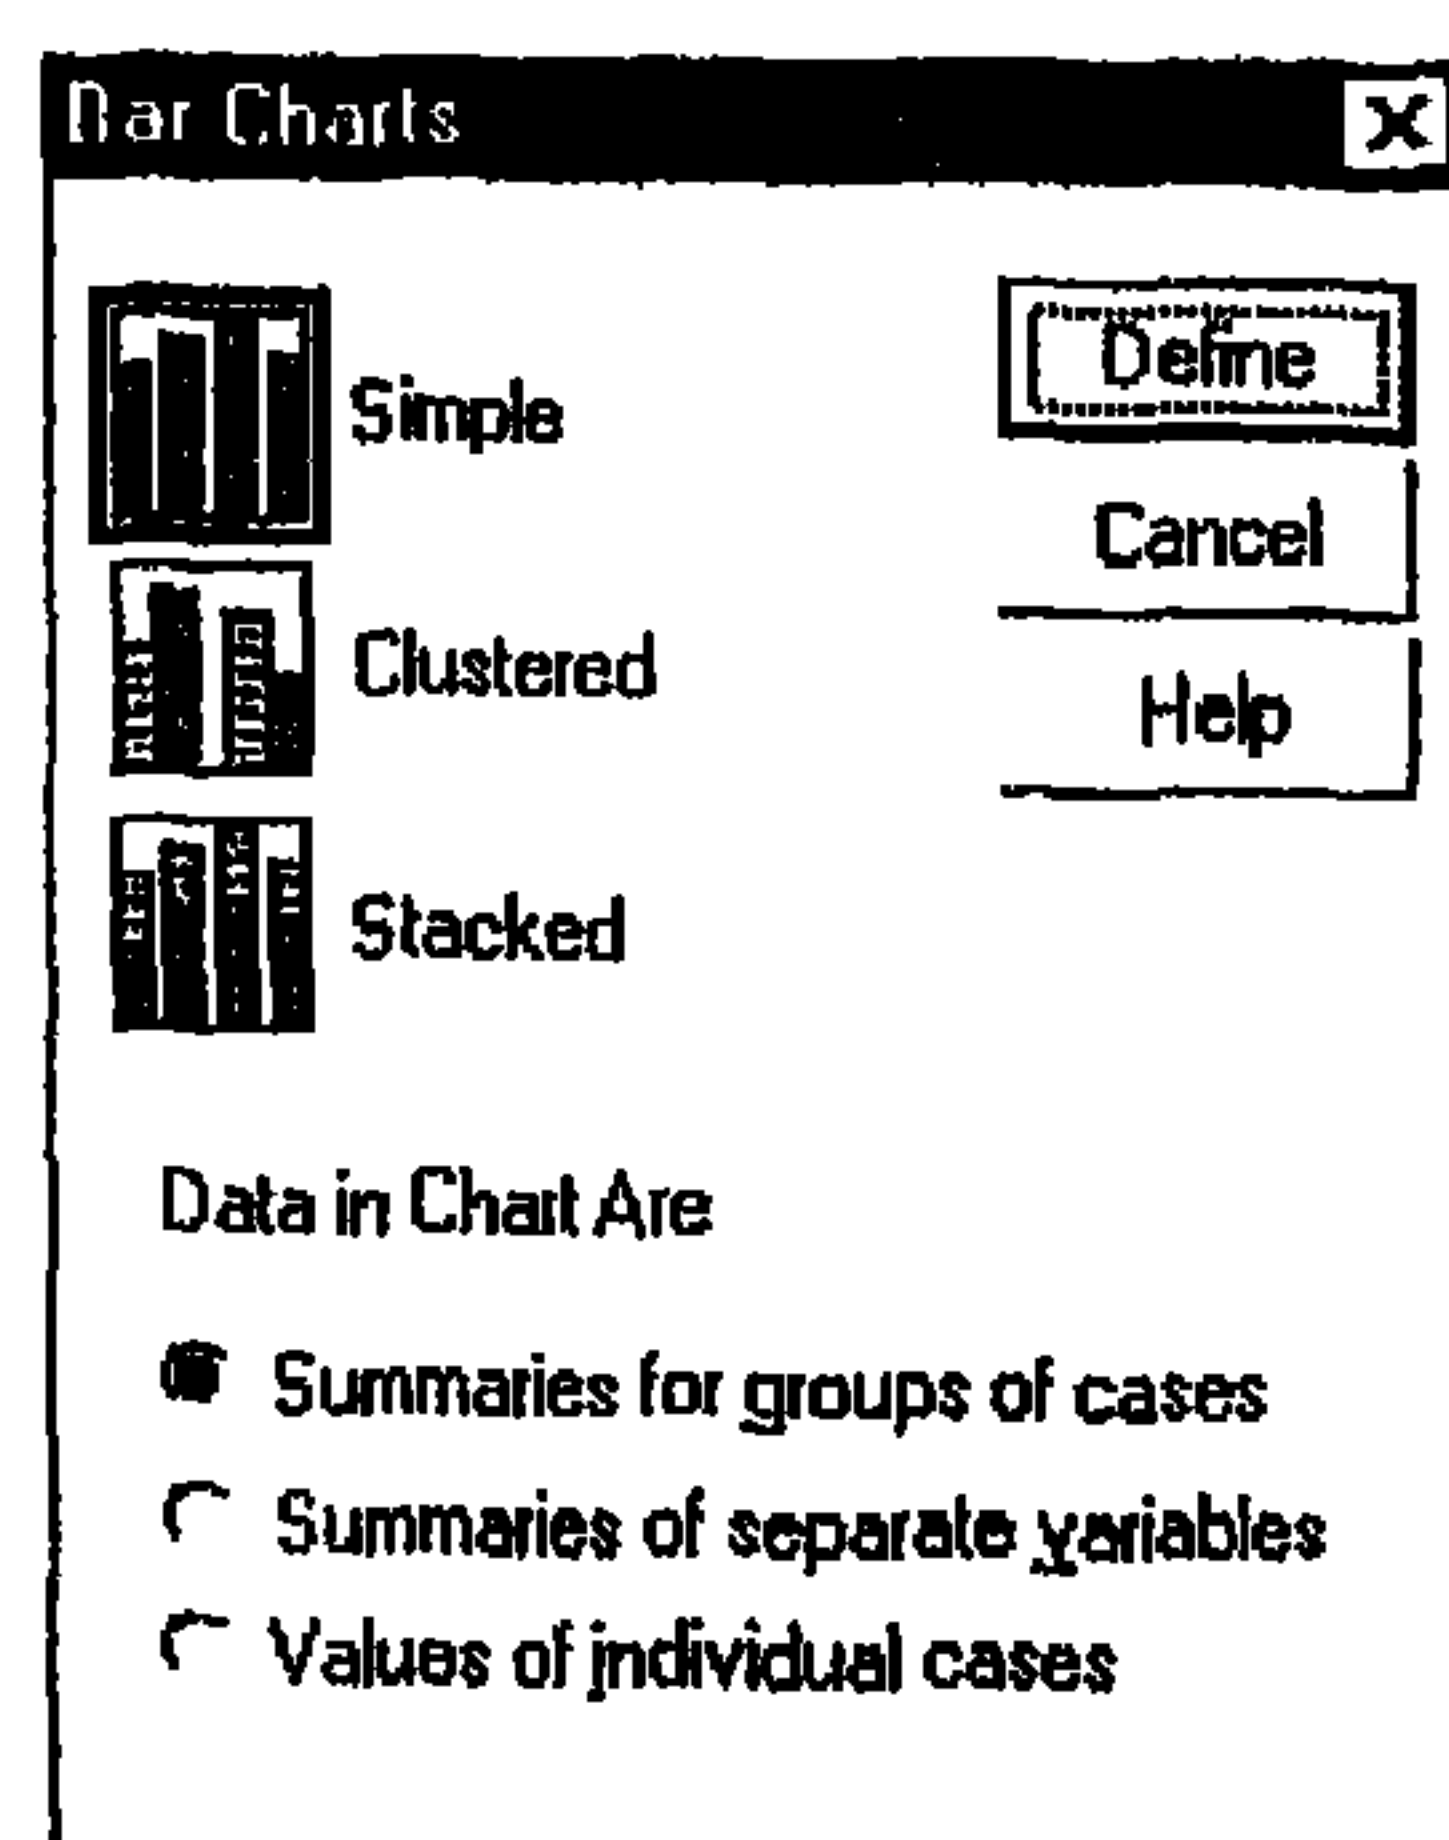 Bar Charts
Simple
Define
Cancel
Clustered
Help
Stacked
Data in Chart Are
Summaries for groups of cases
Summaries of separate variables
Values of individual cases